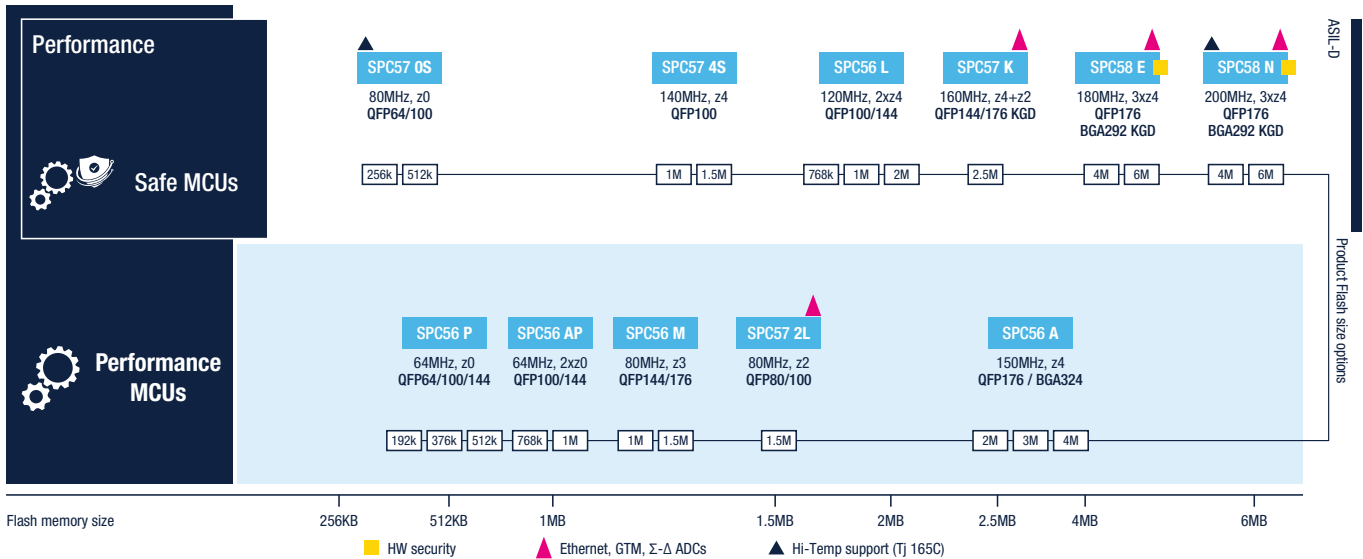 Performance
Safe MCUs
SPC57 0S
80MHz, z0
QFP64/100
256k
512k
SPC57 4S
140MHz, z4
QFP100
1M
1.5M
SPC56 L
120MHz, 2xz4
QFP100/144
768k
1M
2M
SPC57 K
160MHz, z4+z2
QFP144/176 KGD
2.5M
SPC58 E
180MHz, 3xz4
QFP176
BGA292 KGD
4M
6M
SPC58 N
200MHz, 3xz4
QFP176
BGA292 KGD
4M
6M
ASIL-D
Product Flash size options
Performance
MCUs
SPC56 P
64MHz, z0
QFP64/100/144
192k
376k
512k
SPC56 AP
64MHz, 2xz0
QFP100/144
768k
1M
SPC56 M
80MHz, z3
QFP144/176
1M
1.5M
SPC57 2L
80MHz, z2
QFP80/100
1.5M
SPC56 A
150MHz, z4
QFP176 / BGA324
2M
3M
4M
Flash memory size
256KB
512KB
1MB
1.5MB
2MB
2.5MB
4MB
6MB
HW security
Ethernet, GTM, Σ-Δ ADCs
Hi-Temp support (Tj 165C)